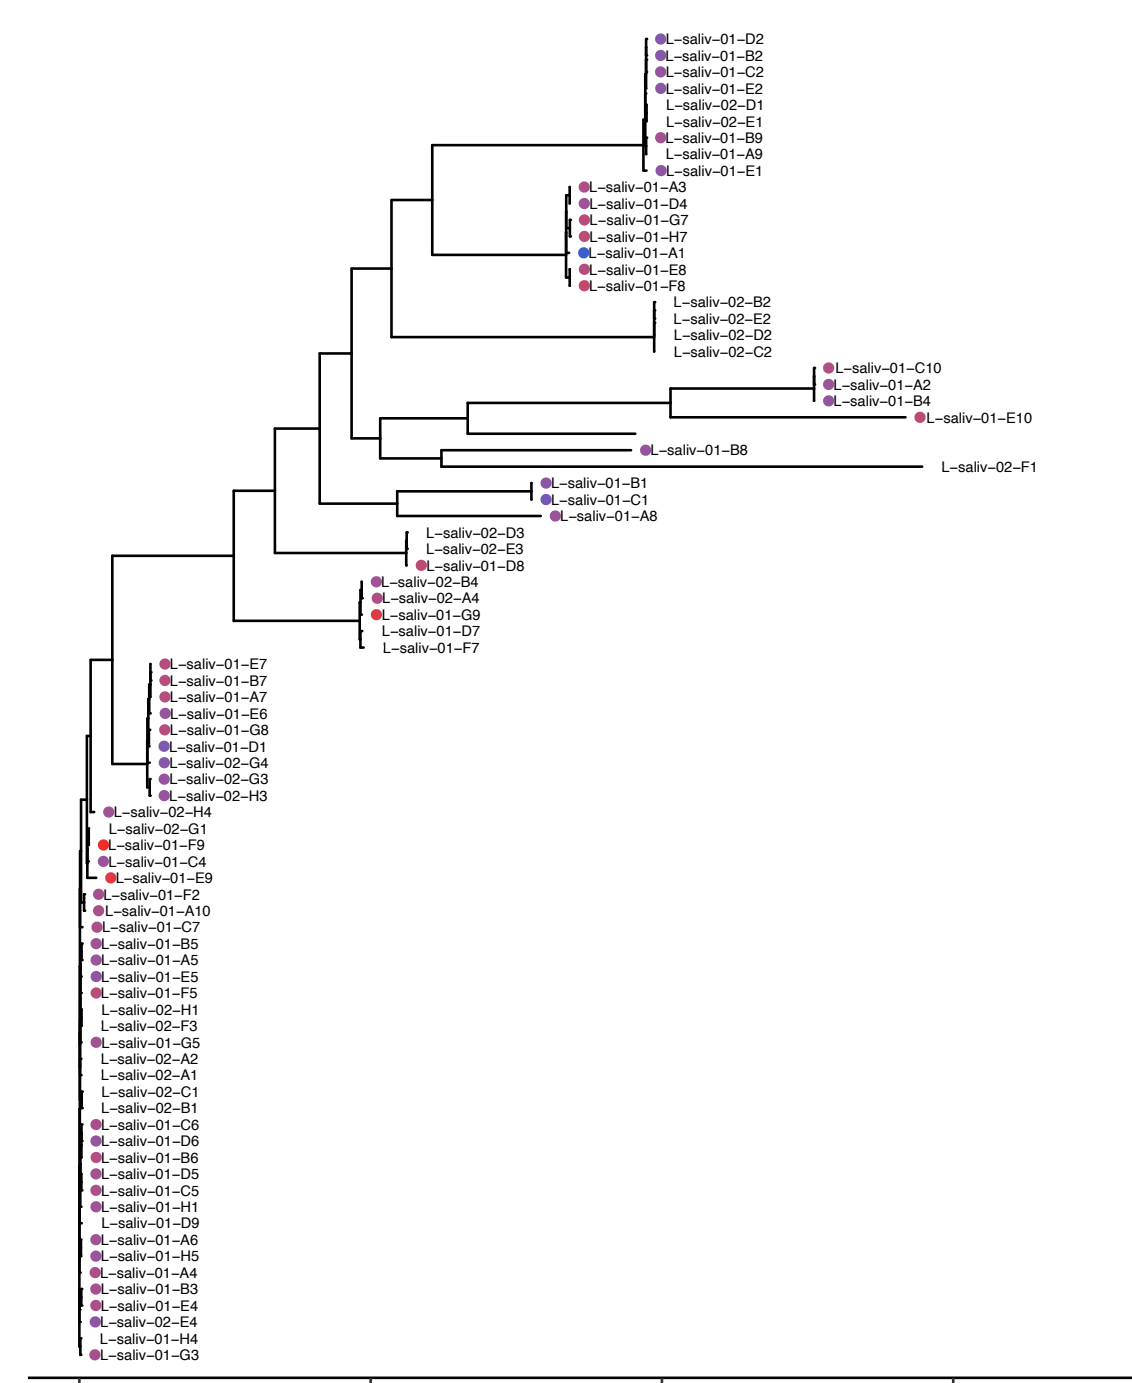 L−saliv−01−D2
L−saliv−01−B2
L−saliv−01−C2
L−saliv−01−E2
L−saliv−02−D1
L−saliv−02−E1
L−saliv−01−B9
L−saliv−01−A9
L−saliv−01−E1
L−saliv−01−A3
L−saliv−01−D4
L−saliv−01−G7
L−saliv−01−H7
L−saliv−01−A1
L−saliv−01−E8
L−saliv−01−F8
L−saliv−02−B2
L−saliv−02−E2
L−saliv−02−D2
L−saliv−02−C2
L−saliv−01−C10
L−saliv−01−A2
L−saliv−01−B4
L−saliv−01−E10
L−saliv−01−B8
L−saliv−02−F1
L−saliv−01−B1
L−saliv−01−C1
L−saliv−01−A8
L−saliv−02−D3
L−saliv−02−E3
L−saliv−01−D8
L−saliv−02−B4
L−saliv−02−A4
L−saliv−01−G9
L−saliv−01−D7
L−saliv−01−F7
L−saliv−01−E7
L−saliv−01−B7
L−saliv−01−A7
L−saliv−01−E6
L−saliv−01−G8
L−saliv−01−D1
L−saliv−02−G4
L−saliv−02−G3
L−saliv−02−H3
L−saliv−02−H4
L−saliv−02−G1
L−saliv−01−F9
L−saliv−01−C4
L−saliv−01−E9
L−saliv−01−F2
L−saliv−01−A10
L−saliv−01−C7
L−saliv−01−B5
L−saliv−01−A5
L−saliv−01−E5
L−saliv−01−F5
L−saliv−02−H1
L−saliv−02−F3
L−saliv−01−G5
L−saliv−02−A2
L−saliv−02−A1
L−saliv−02−C1
L−saliv−02−B1
L−saliv−01−C6
L−saliv−01−D6
L−saliv−01−B6
L−saliv−01−D5
L−saliv−01−C5
L−saliv−01−H1
L−saliv−01−D9
L−saliv−01−A6
L−saliv−01−H5
L−saliv−01−A4
L−saliv−01−B3
L−saliv−01−E4
L−saliv−02−E4
L−saliv−01−H4
L−saliv−01−G3